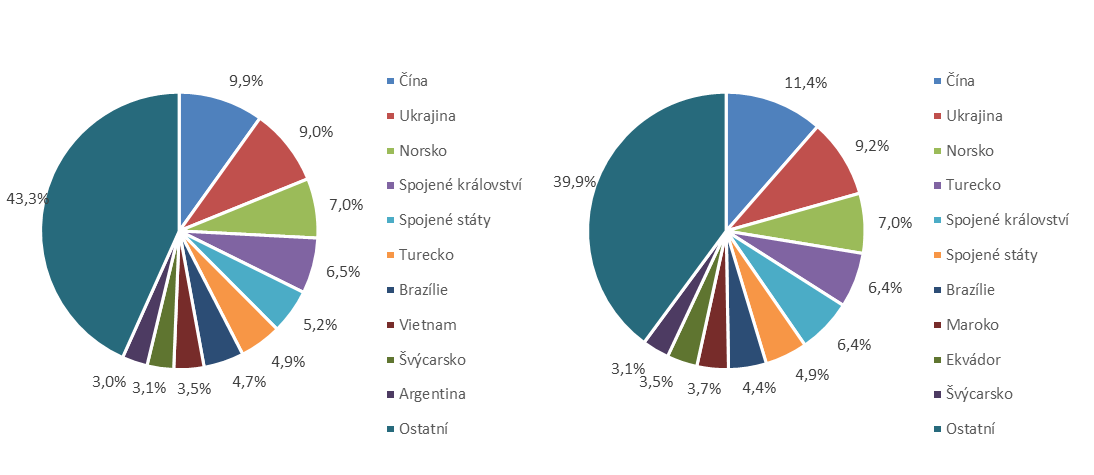 9,9%
9,0%
7,0%
6,5%
5,2%
4,9%
4,7%
3,5%
3,1%
3,0%
43,3%
Čína
Ukrajina
Norsko
Spojené království
Spojené státy
Turecko
Brazílie
Vietnam
Švýcarsko
Argentina
Ostatní
11,4%
9,2%
7,0%
6,4%
6,4%
4,9%
4,4%
3,7%
3,5%
3,1%
39,9%
Čína
Ukrajina
Norsko
Turecko
Spojené království
Spojené státy
Brazílie
Maroko
Ekvádor
Švýcarsko
Ostatní